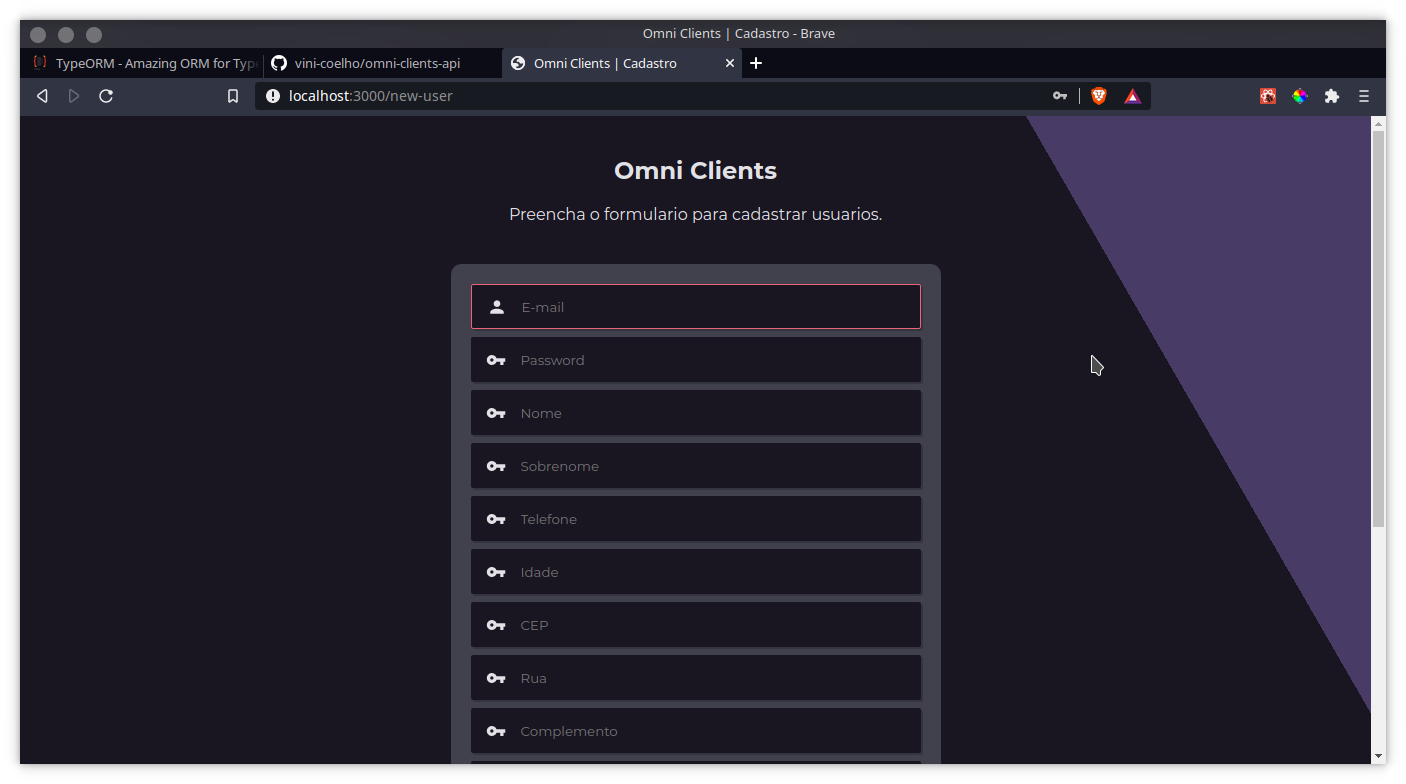 Omni Clients | Cadastro - Brave
TypeORM - Amazing ORM for Typ
vini-coelho/omni-clients-api
Omni Clients | Cadastro
localhost:3000/new-user
Omni Clients
Preencha o formulario para cadastrar usuarios.
E-mail
Password
Nome
Sobrenome
Telefone
Idade
CEP
Rua
Complemento